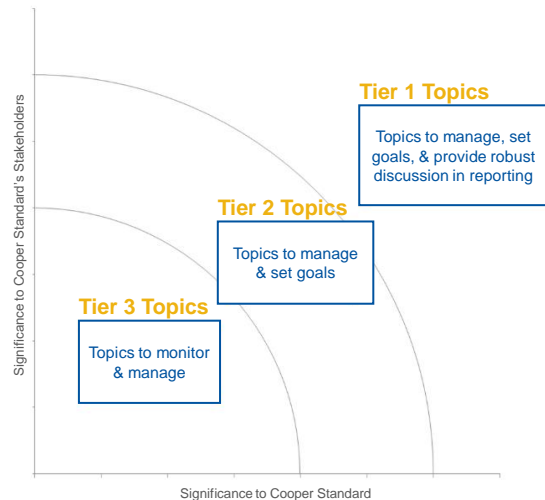 Tier 1 Topics
Topics to manage, set
goals, & provide robust
discussion in reporting
Tier 2 Topics
Topics to manage
& set goals
Tier 3 Topics
Topics to monitor
& manage
Significance to Cooper Standard's Stakeholders
Significance to Cooper Standard